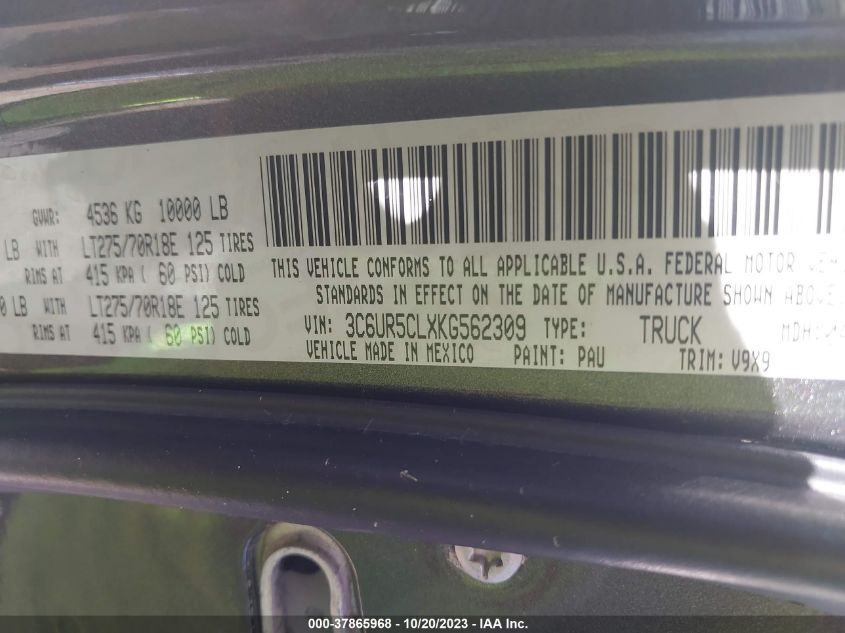 GVWR: 4536 KG 10000 LB
LB WITH LT275/70R18E 125 TIRES
RIMS AT 415 KPA ( 60 PSI) COLD
0 LB WITH LT275/70R18E 125 TIRES
RIMS AT 415 KPA ( 60 PSI) COLD
THIS VEHICLE CONFORMS TO ALL APPLICABLE U.S.A. FEDERAL MOTOR
STANDARDS IN EFFECT ON THE DATE OF MANUFACTURE SHOWN ABOVE
VIN: 3C6UR5CLXKG562309 TYPE: TRUCK MDH:
VEHICLE MADE IN MEXICO PAINT: PAU TRIM: V9X9
000-37865968 - 10/20/2023 - IAA Inc.